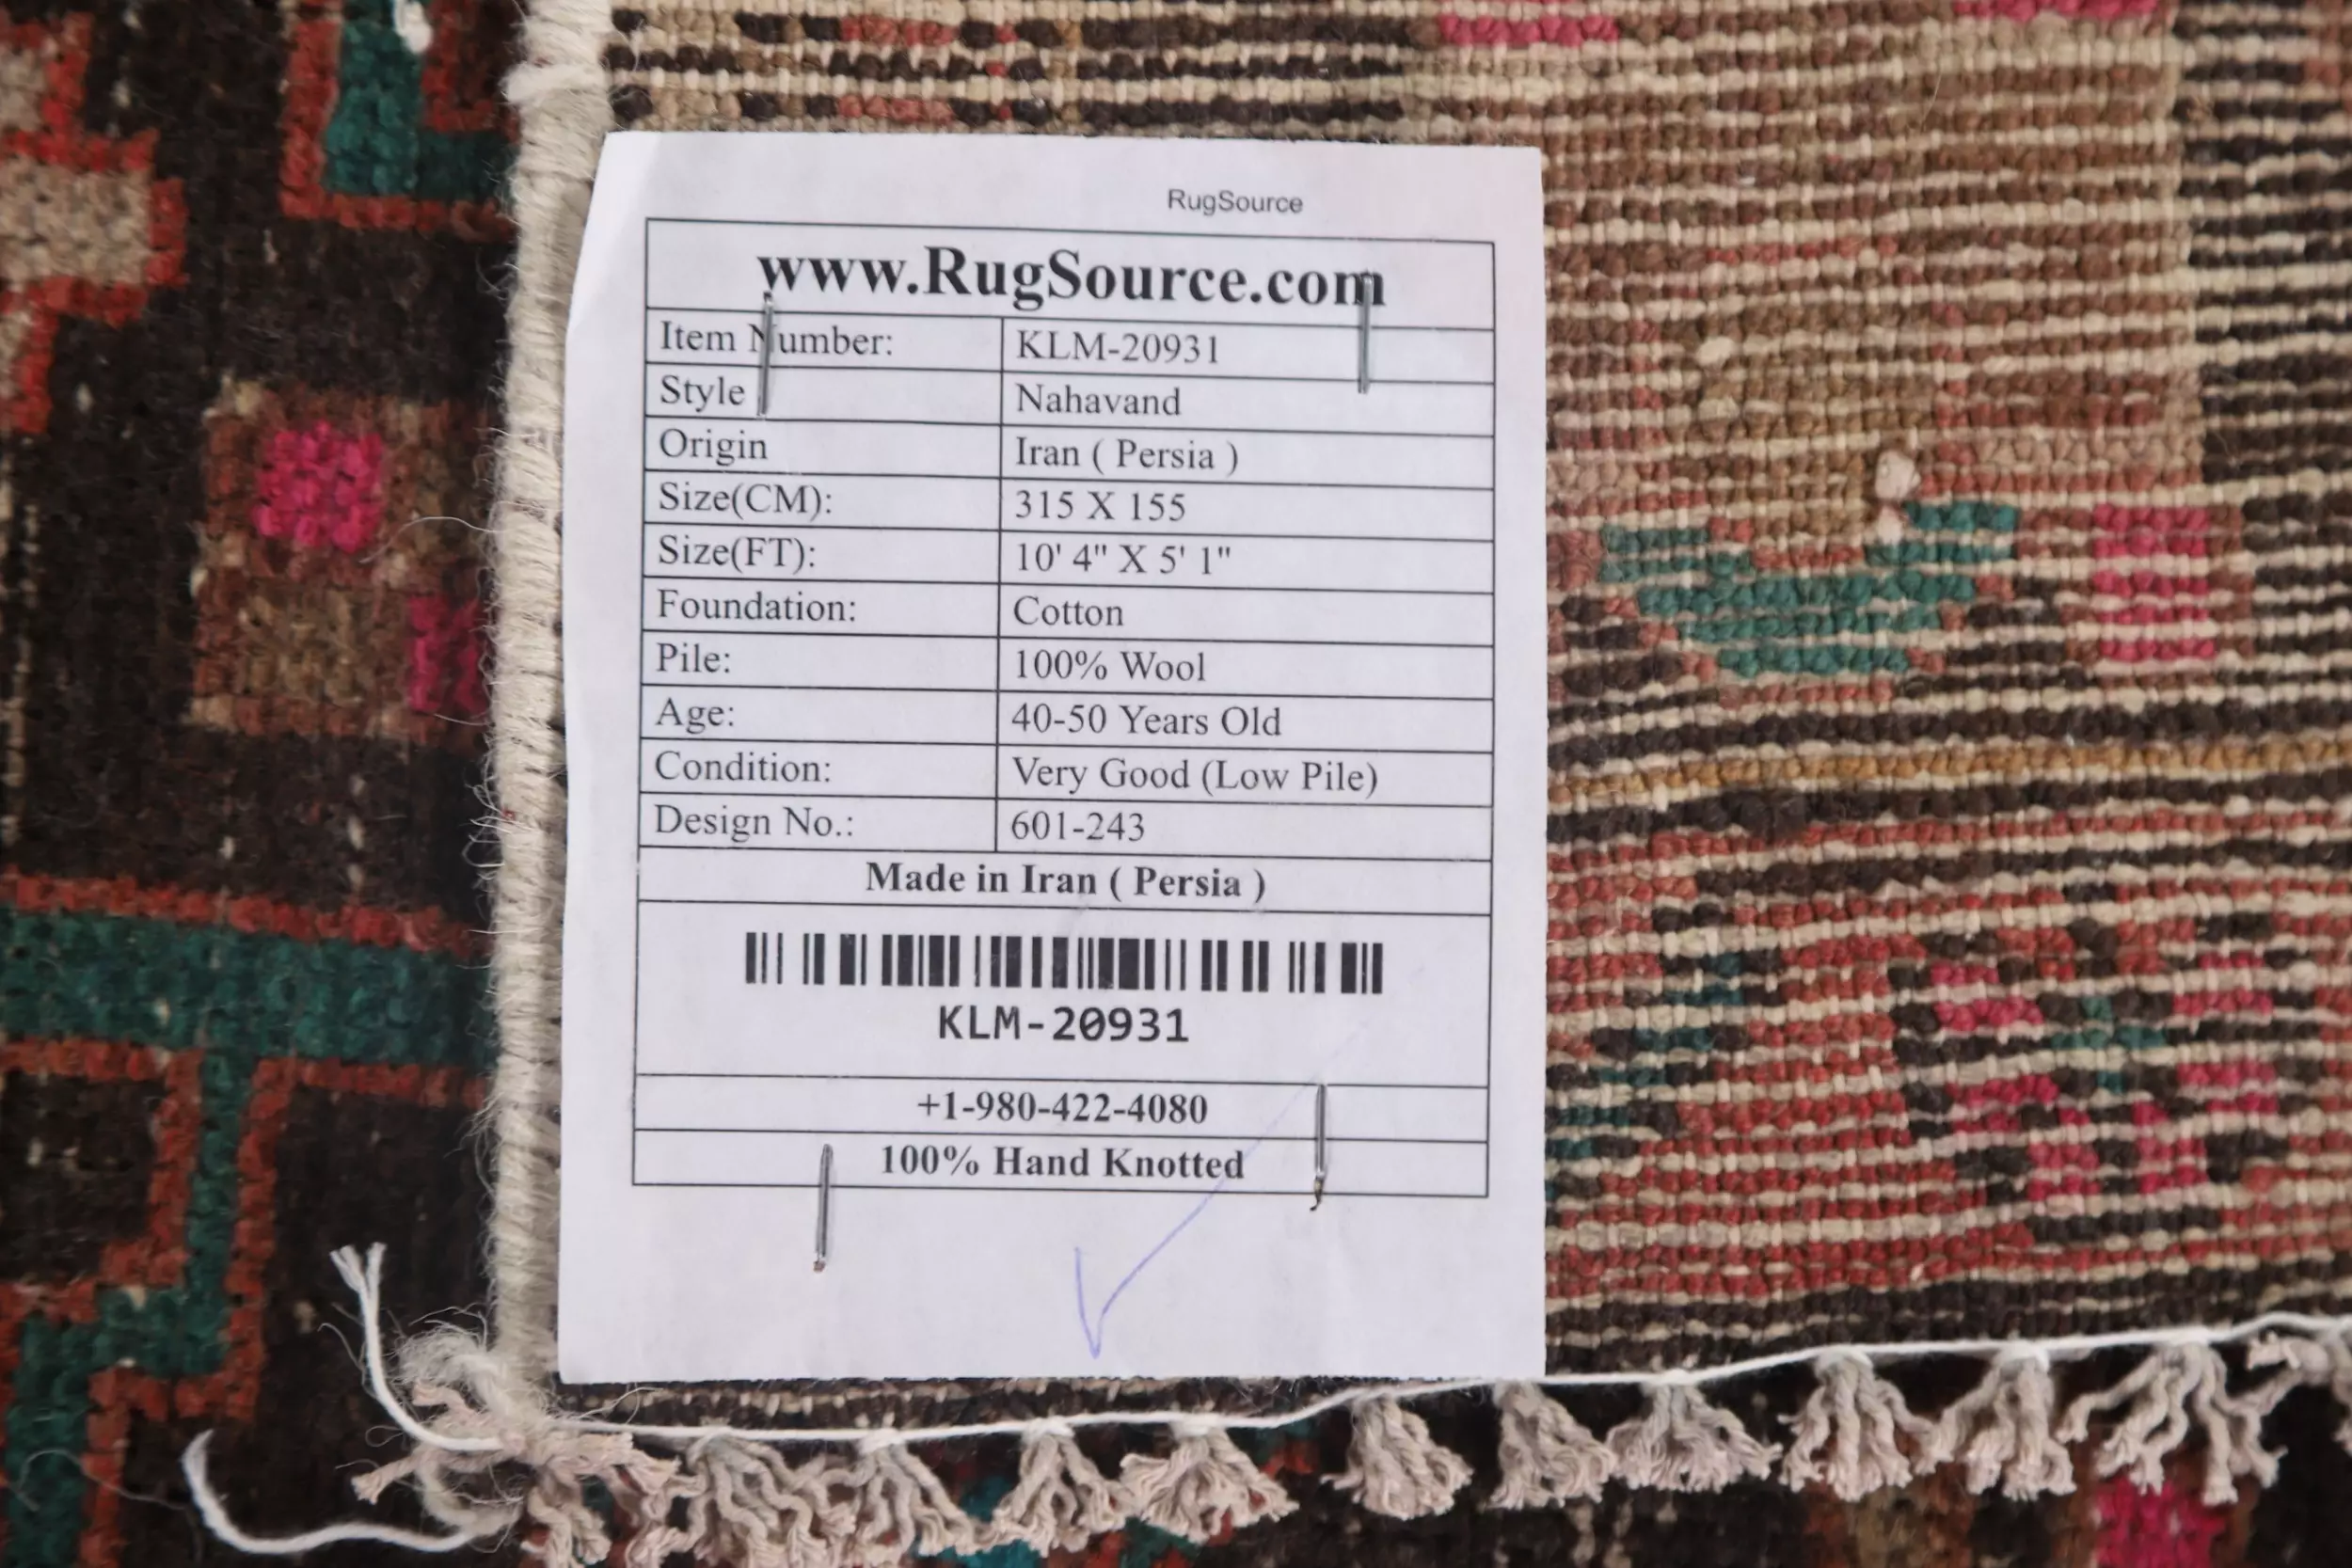 RugSource
www.RugSource.com
Item Number: KLM-20931
Style Nahavand
Origin Iran ( Persia )
Size(CM): 315 X 155
Size(FT): 10' 4" X 5' 1"
Foundation: Cotton
Pile: 100% Wool
Age: 40-50 Years Old
Condition: Very Good (Low Pile)
Design No.: 601-243
Made in Iran ( Persia )
KLM-20931
+1-980-422-4080
100% Hand Knotted